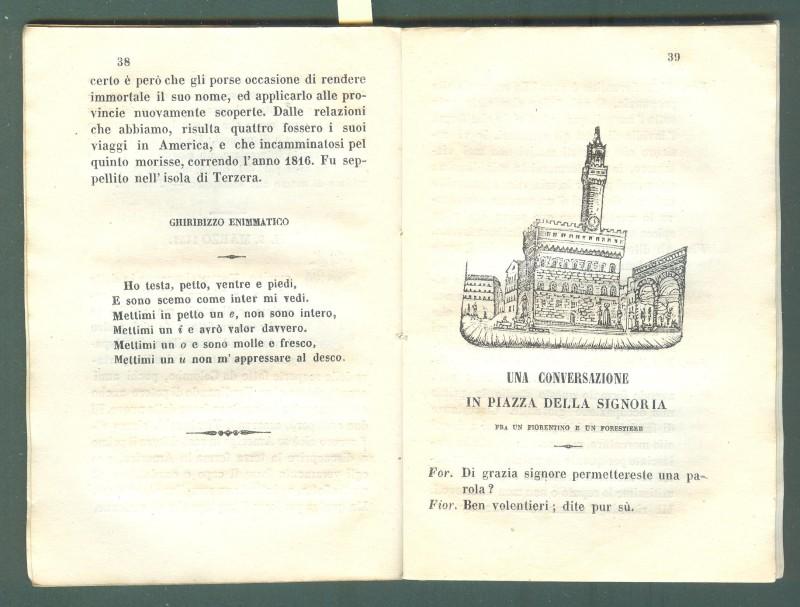 38
certo è però che gli porse occasione di rendere
immortale il suo nome, ed applicarlo alle pro-
vincie nuovamente scoperte. Dalle relazioni
che abbiamo, risulta quattro fossero i suoi
viaggi in America, e che incamminatosi pel
quinto morisse, correndo l'anno 1816. Fu sep-
pellito nell' isola di Terzera.
GHIRIBIZZO ENIMMATICO
Ho testa, petto, ventre e piedi,
E sono scemo come inter mi vedi.
Mettimi in petto un e, non sono intero,
Mettimi un i e avrò valor davvero.
Mettimi un o e sono molle e fresco,
Mettimi un u non m' appressare al desco.
39
UNA CONVERSAZIONE
IN PIAZZA DELLA SIGNORIA
FRA UN FIORENTINO E UN FORESTIERE
For. Di grazia signore permettereste una pa-
rola?
Fior. Ben volentieri; dite pur sù.